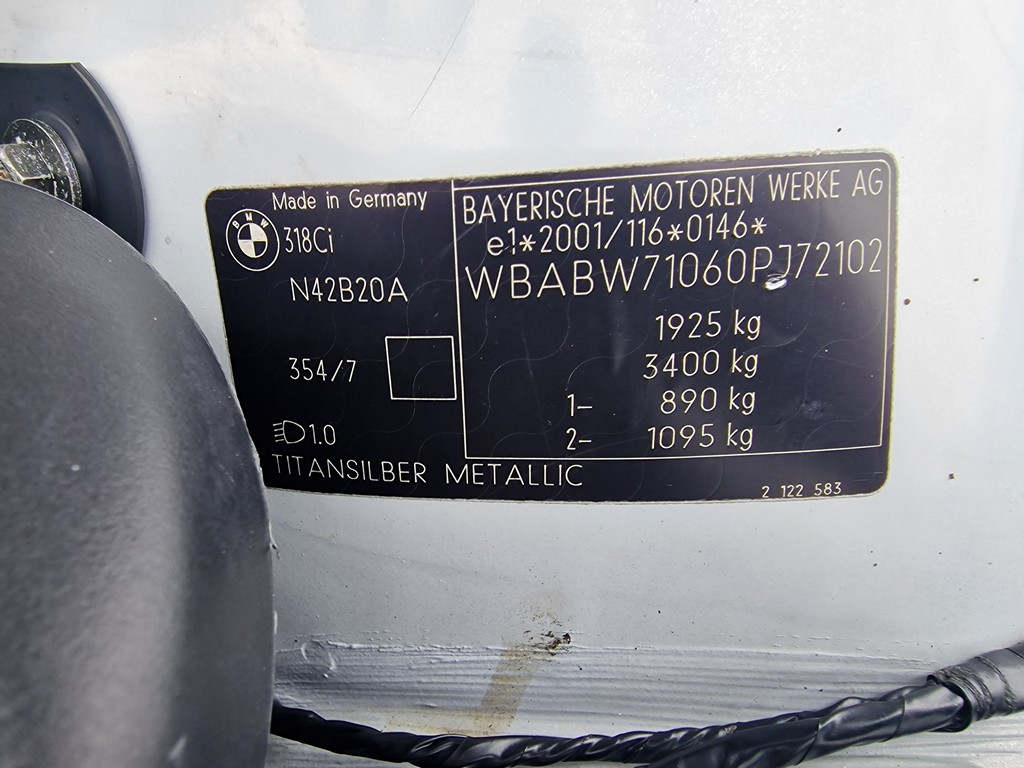 Made in Germany
BMW
318Ci
N42B20A
354/7
1.0
TITANSILBER METALLIC
BAYERISCHE MOTOREN WERKE AG
e1*2001/116*0146*
WBABW71060PJ72102
1925 kg
3400 kg
1– 890 kg
2– 1095 kg
2 122 583